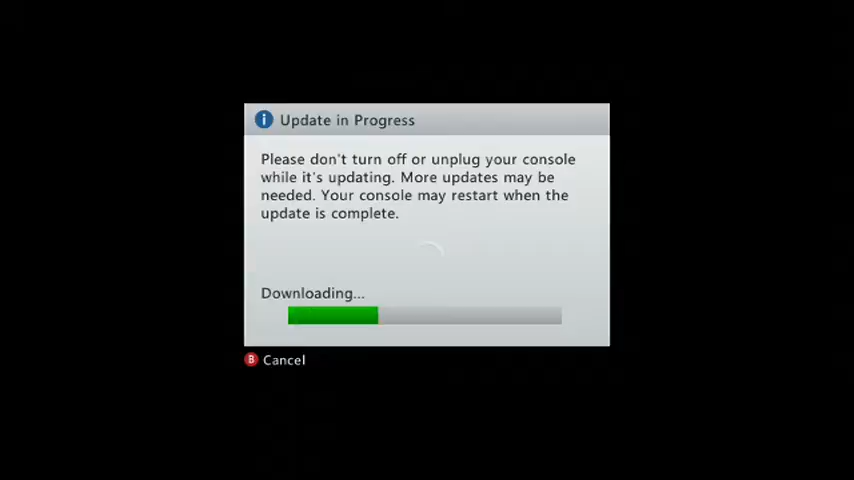 Update in Progress
Please don't turn off or unplug your console
while it's updating. More updates may be
needed. Your console may restart when the
update is complete.
Downloading...
B Cancel